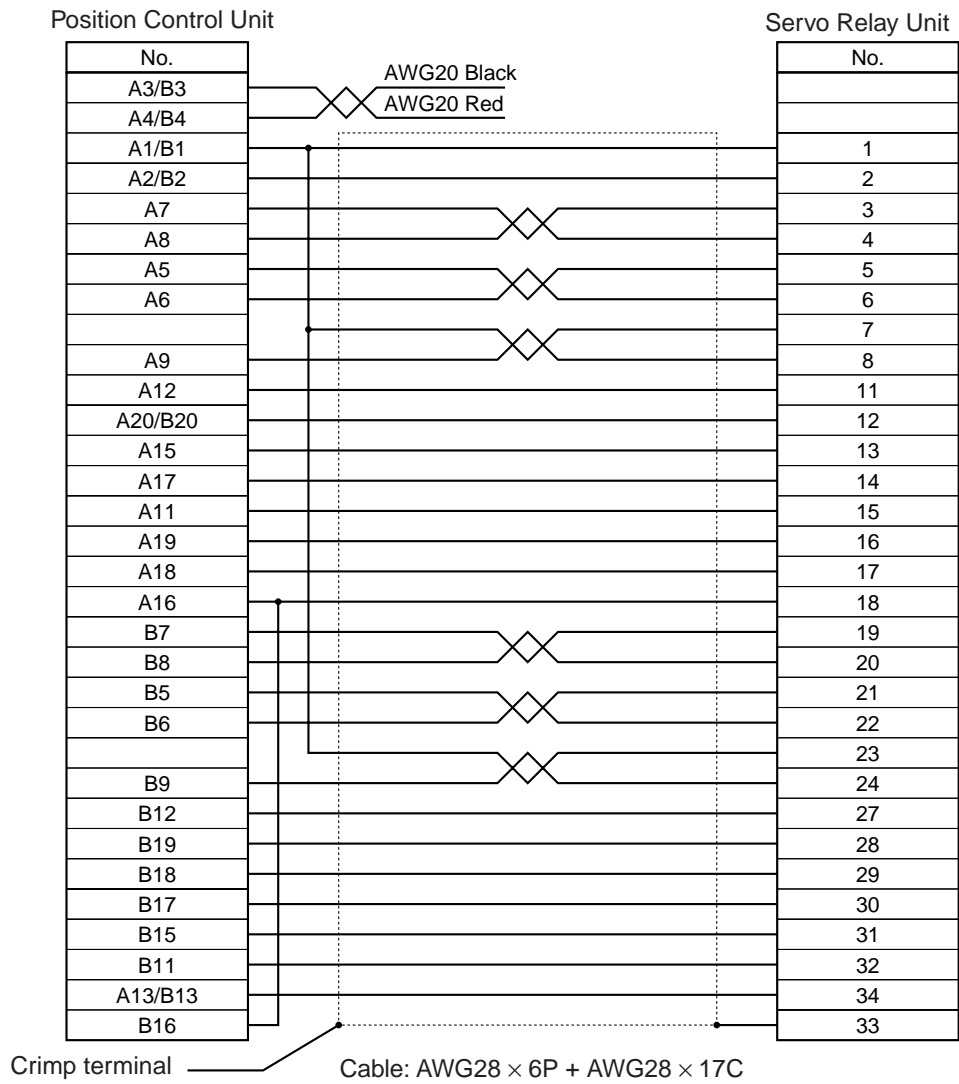 Position Control Unit Servo Relay Unit
No. No.
A3/B3 AWG20 Black
A4/B4 AWG20 Red
A1/B1 1
A2/B2 2
A7 3
A8 4
A5 5
A6 6
7
A9 8
A12 11
A20/B20 12
A15 13
A17 14
A11 15
A19 16
A18 17
A16 18
B7 19
B8 20
B5 21
B6 22
23
B9 24
B12 27
B19 28
B18 29
B17 30
B15 31
B11 32
A13/B13 34
B16 33
Crimp terminal Cable: AWG28 × 6P + AWG28 × 17C